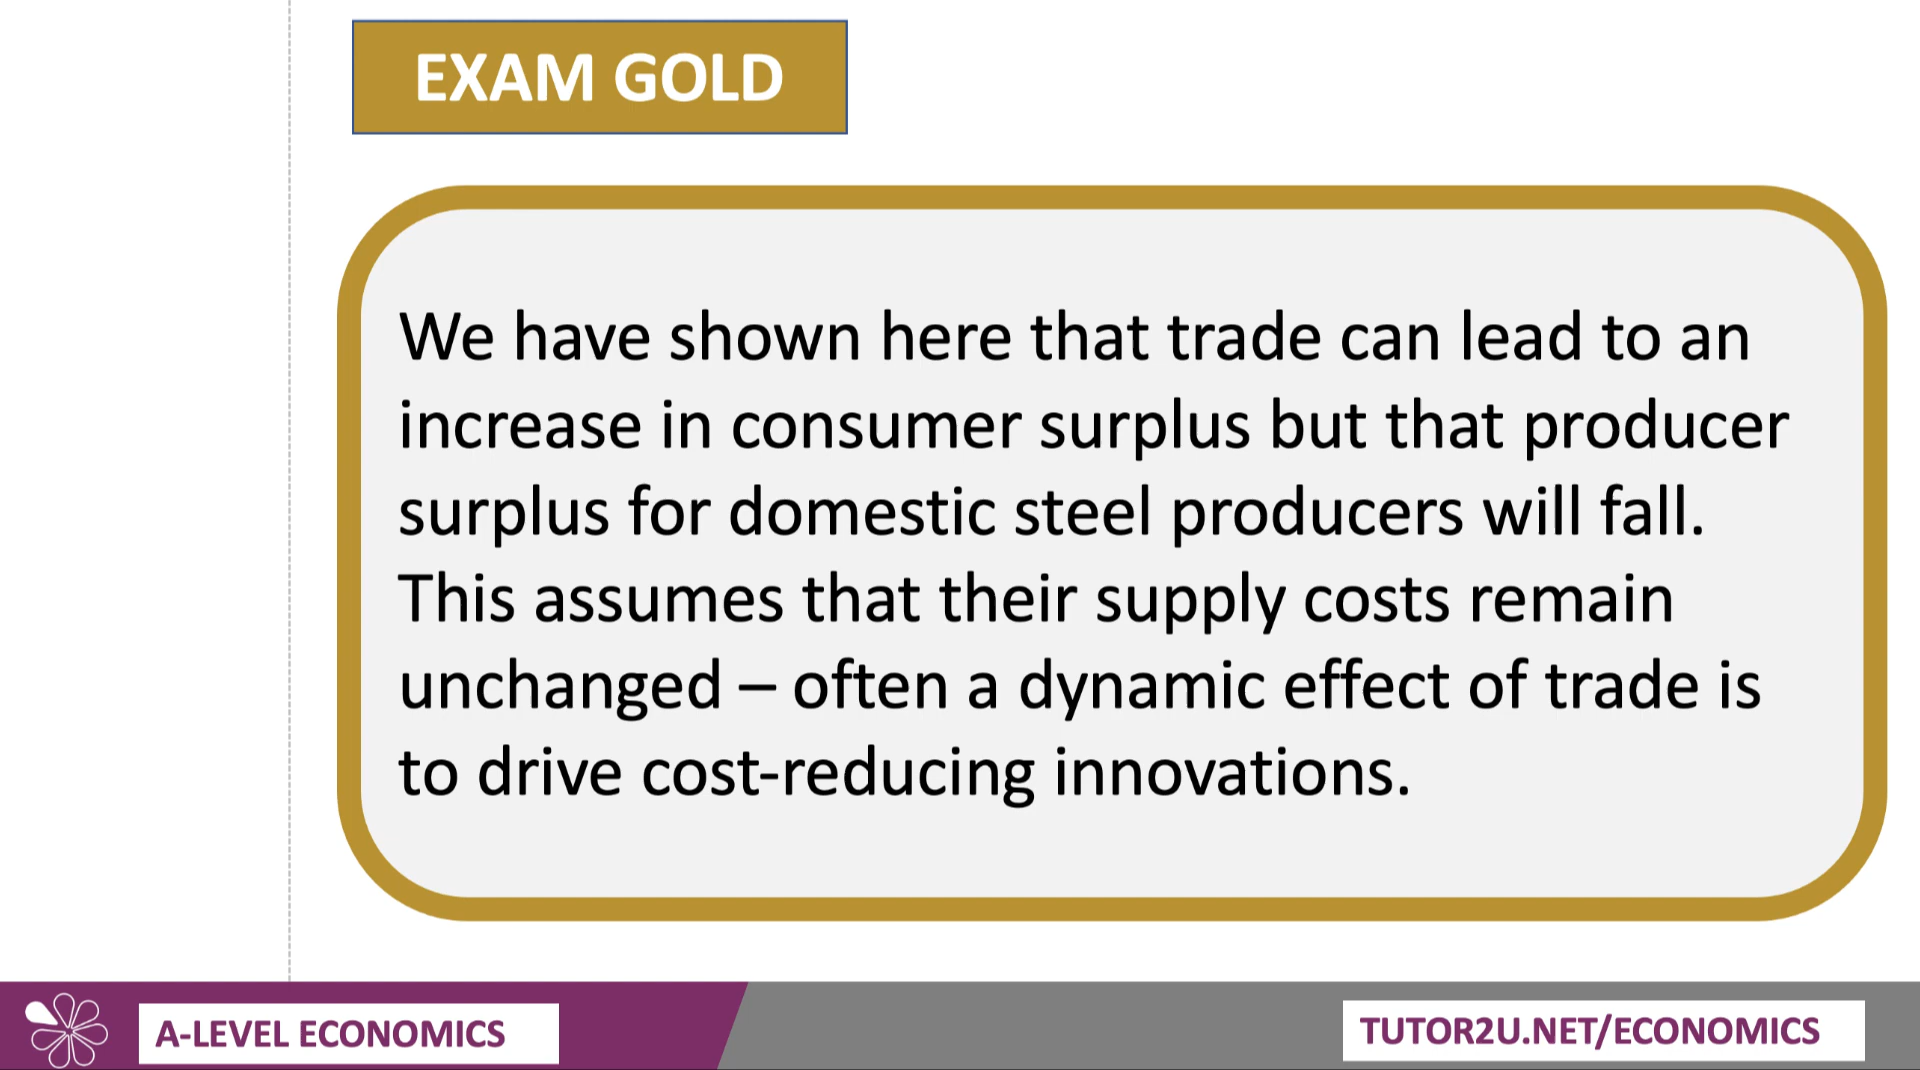 EXAM GOLD
We have shown here that trade can lead to an
increase in consumer surplus but that producer
surplus for domestic steel producers will fall.
This assumes that their supply costs remain
unchanged – often a dynamic effect of trade is
to drive cost-reducing innovations.
A-LEVEL ECONOMICS
TUTOR2U.NET/ECONOMICS